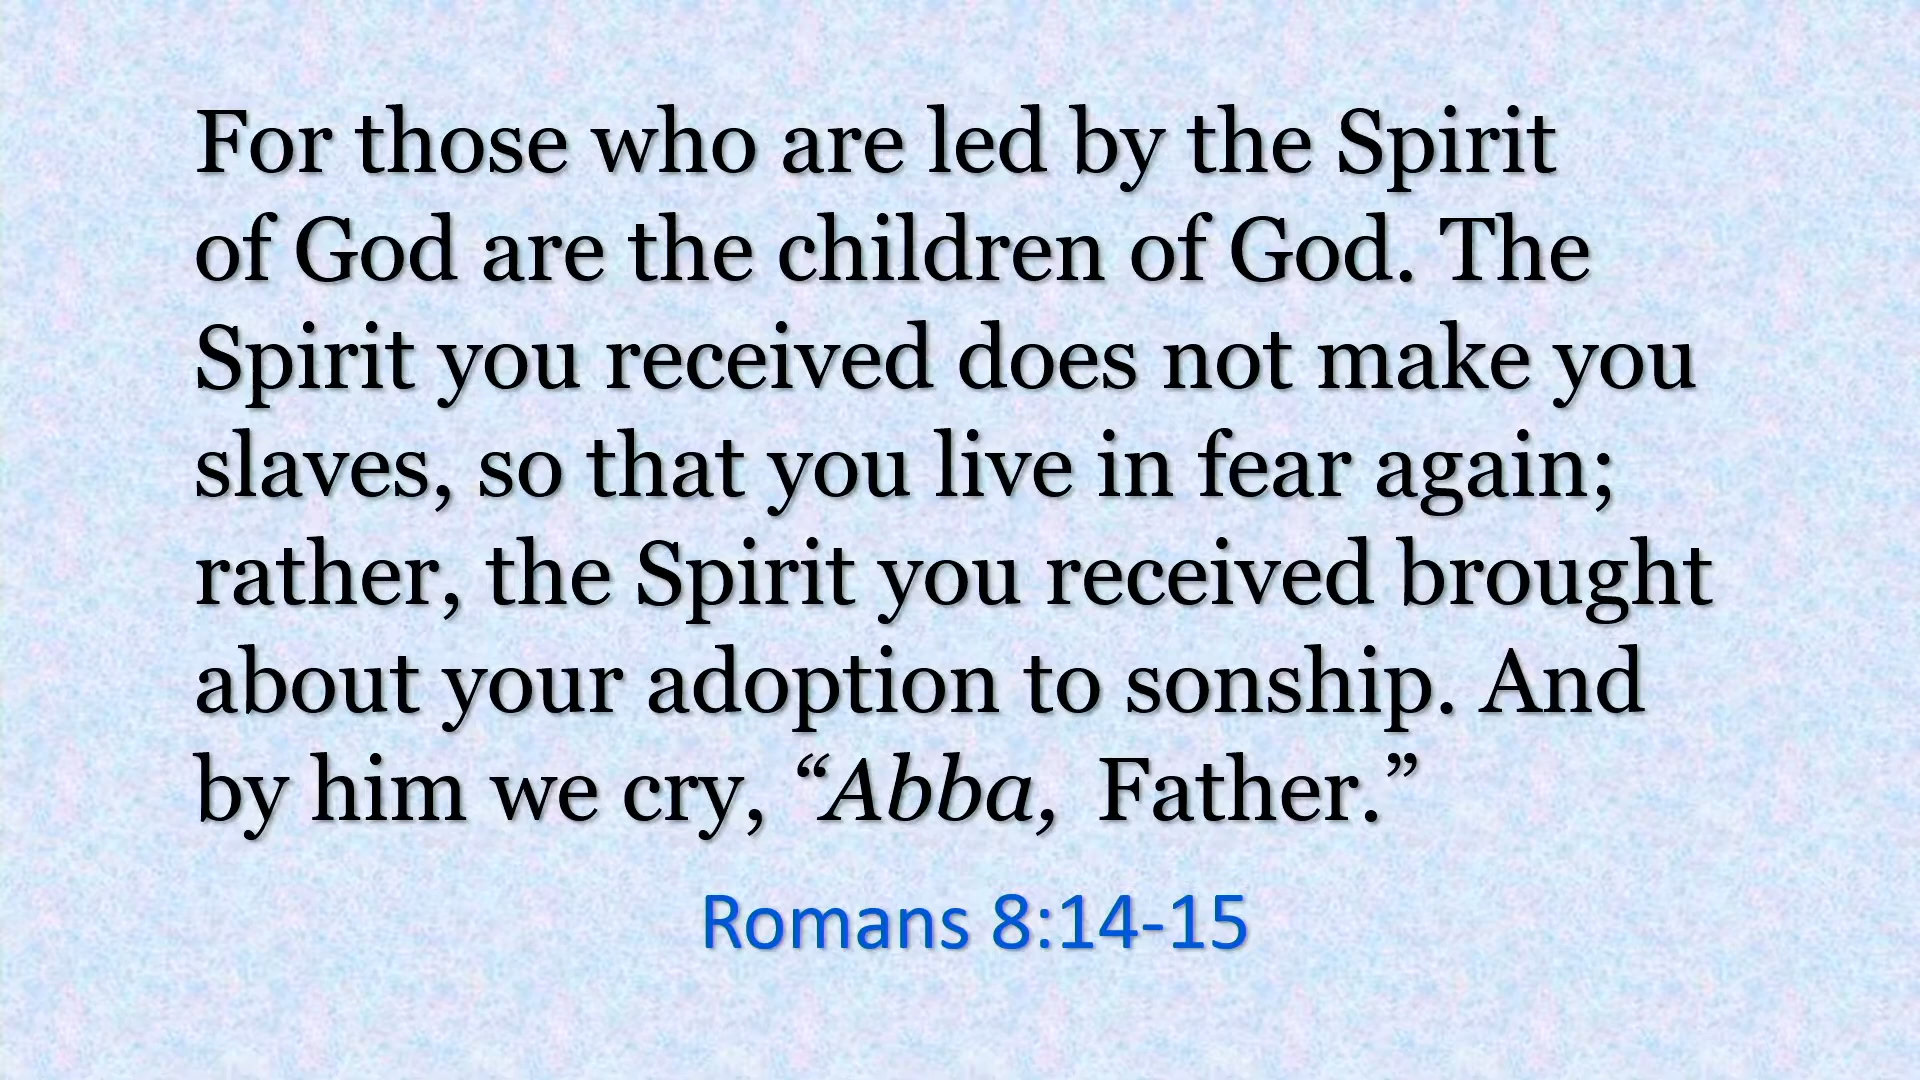 For those who are led by the Spirit
of God are the children of God. The
Spirit you received does not make you
slaves, so that you live in fear again;
rather, the Spirit you received brought
about your adoption to sonship. And
by him we cry, “Abba, Father.”
Romans 8:14-15